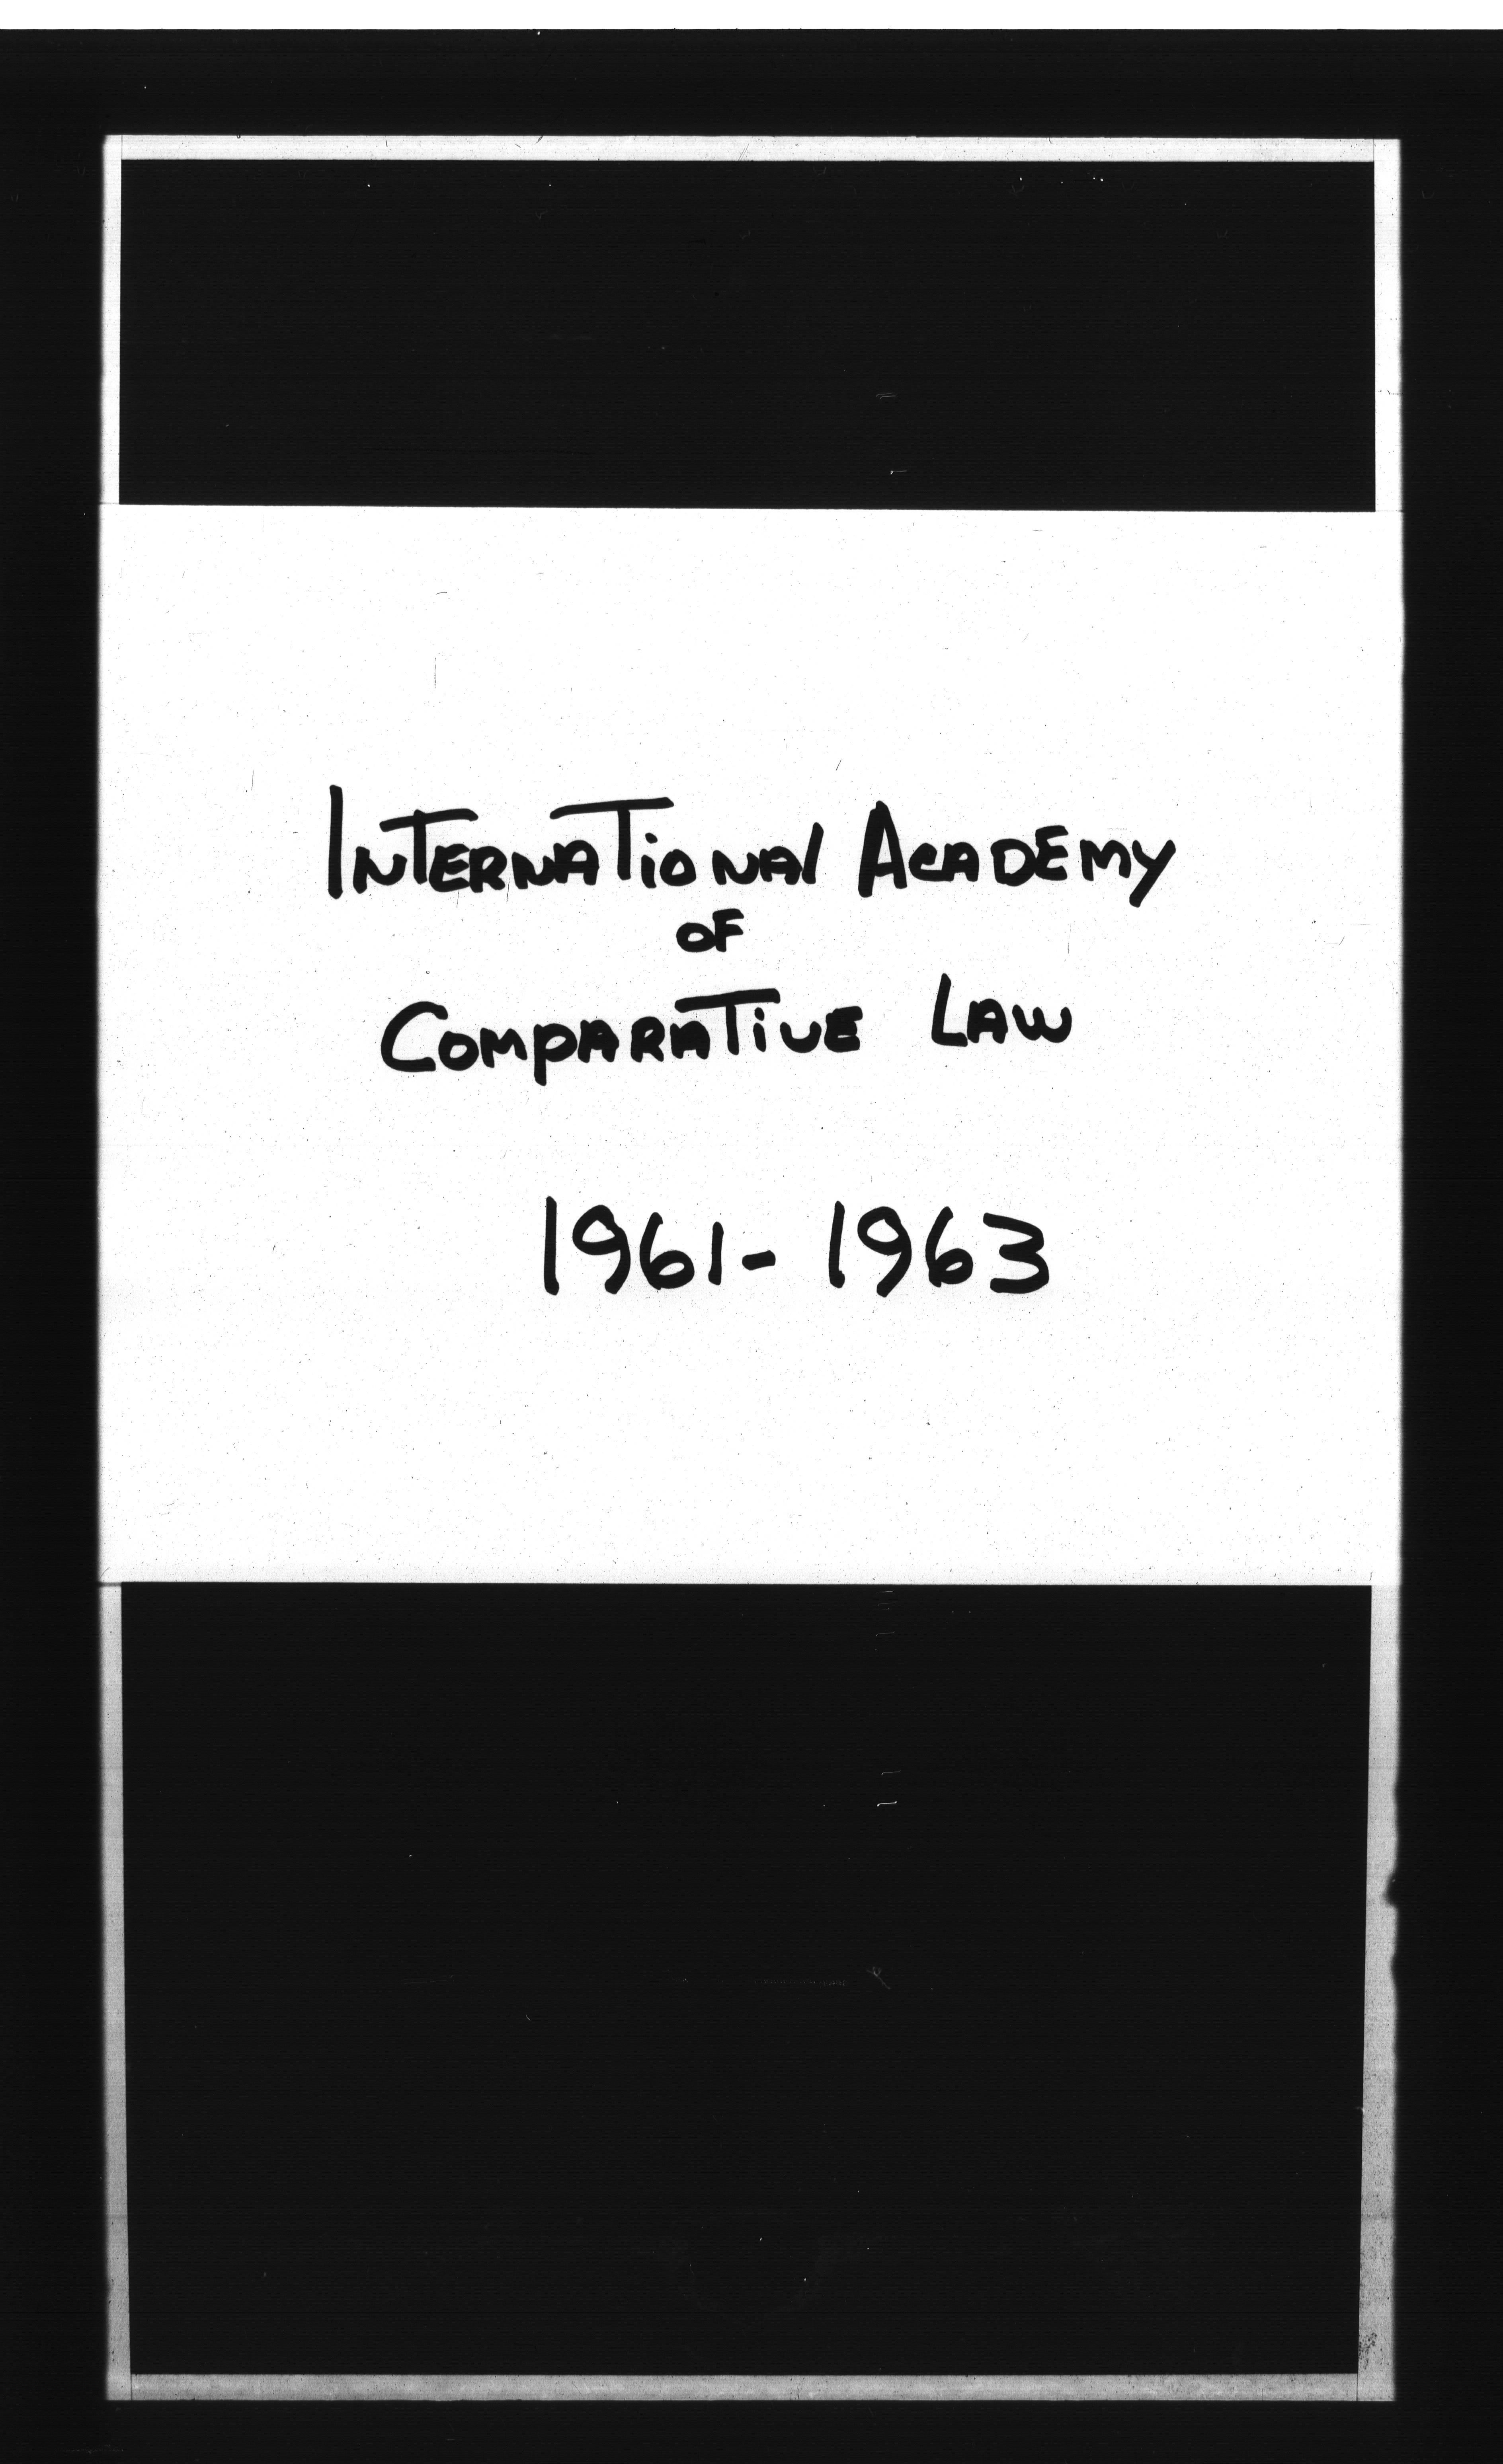 International Academy
of
Comparative Law
1961-1963